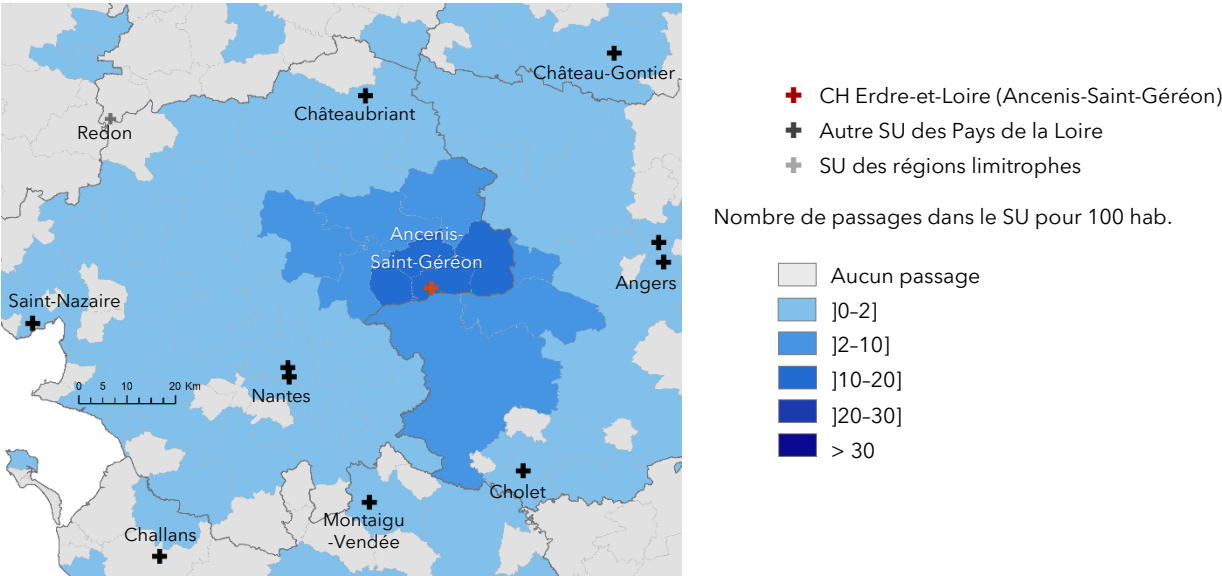 Château-Gontier
Châteaubriant
Redon
Ancenis-
Saint-Géréon
Angers
Saint-Nazaire
0 5 10 20 Km
Nantes
Cholet
Montaigu
-Vendée
Challans
CH Erdre-et-Loire (Ancenis-Saint-Géréon)
Autre SU des Pays de la Loire
SU des régions limitrophes
Nombre de passages dans le SU pour 100 hab.
Aucun passage
]0–2]
]2–10]
]10–20]
]20–30]
> 30